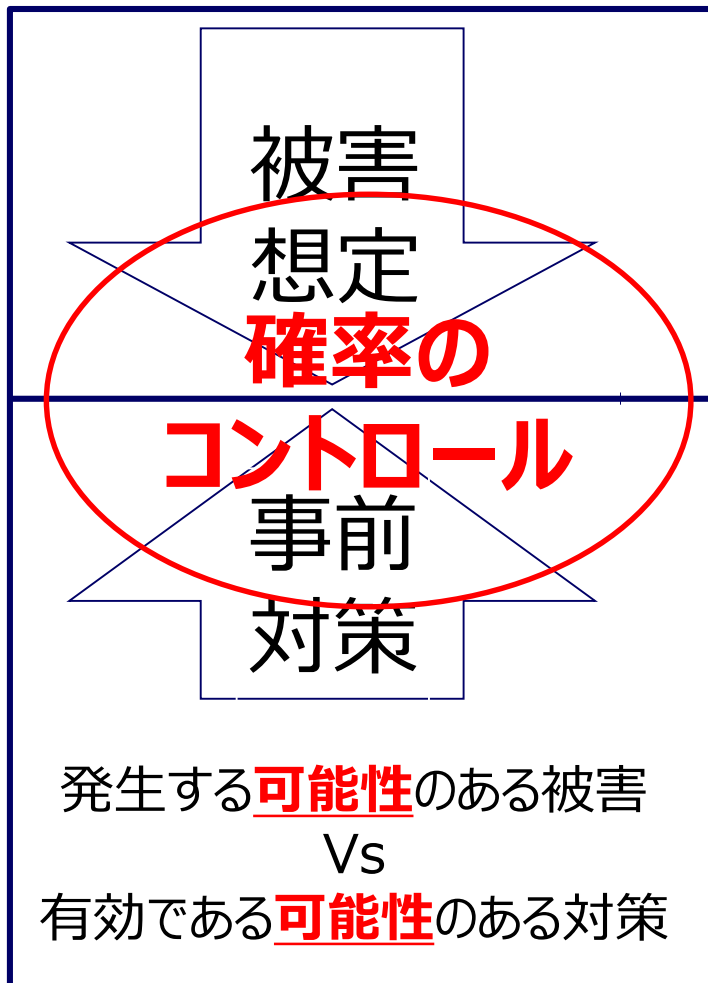 被害
想定
確率の
コントロール
事前
対策
発生する可能性のある被害
Vs
有効である可能性のある対策